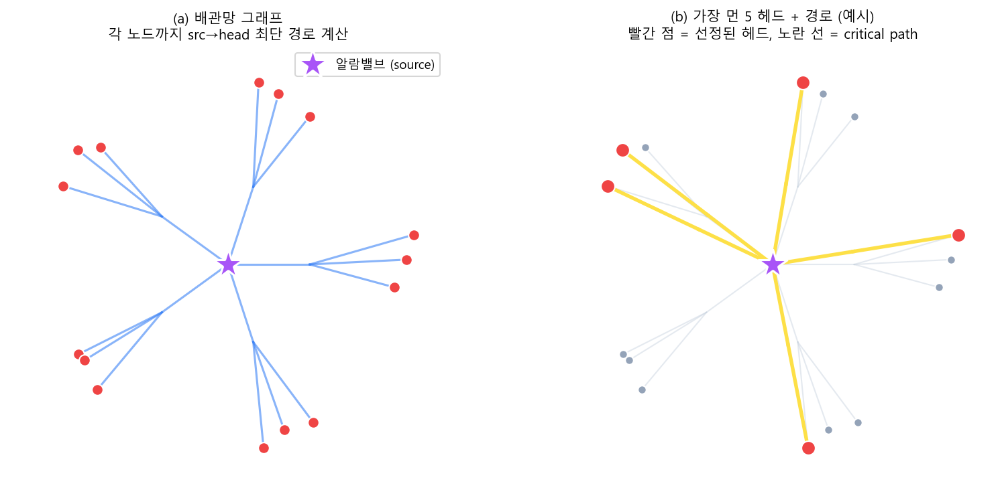 (a) 배관망 그래프
각 노드까지 src→head 최단 경로 계산
알람밸브 (source)
(b) 가장 먼 5 헤드 + 경로 (예시)
빨간 점 = 선정된 헤드, 노란 선 = critical path